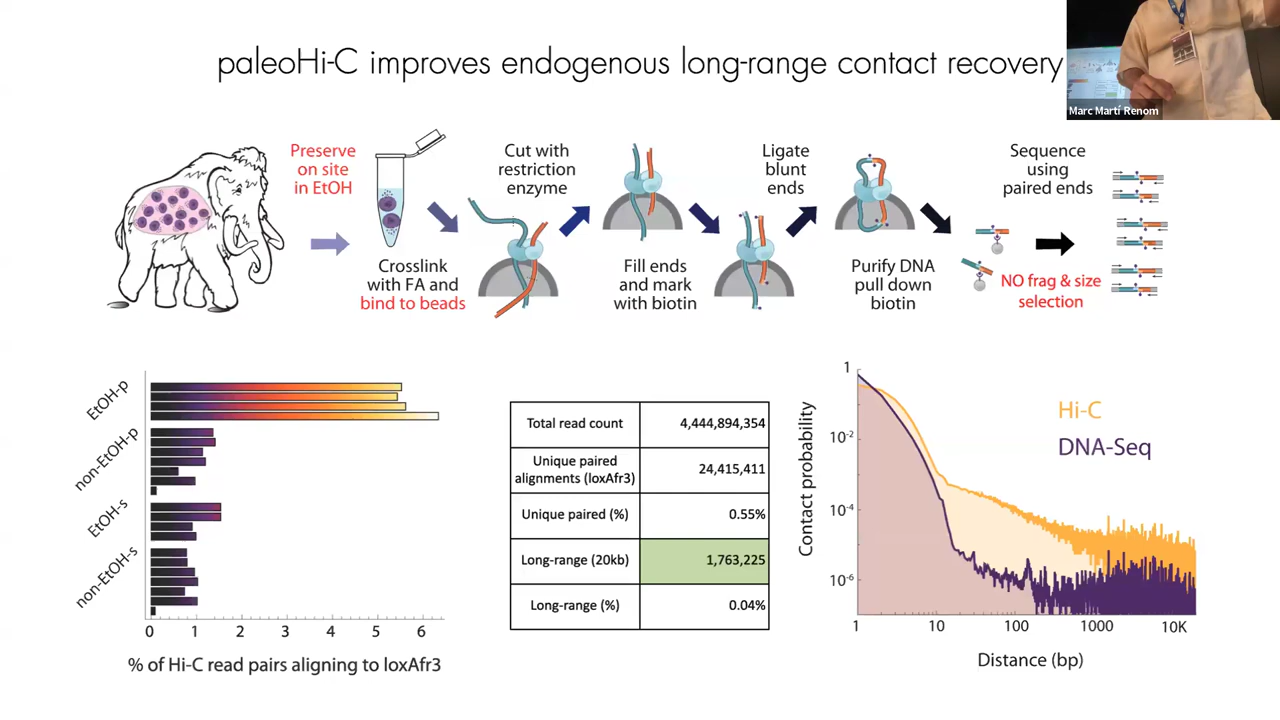 paleoHi-C improves endogenous long-range contact recovery
Marc Martí Renom
Preserve
on site
in EtOH
Crosslink
with FA and
bind to beads
Cut with
restriction
enzyme
Fill ends
and mark
with biotin
Ligate
blunt
ends
Purify DNA
pull down
biotin
Sequence
using
paired ends
NO frag & size
selection
EtOH-p
non-EtOH-p
EtOH-s
non-EtOH-s
0 1 2 3 4 5 6
% of Hi-C read pairs aligning to loxAfr3
Total read count 4,444,894,354
Unique paired
alignments (loxAfr3) 24,415,411
Unique paired (%) 0.55%
Long-range (20kb) 1,763,225
Long-range (%) 0.04%
Contact probability
1
10-2
10-4
10-6
Hi-C
DNA-Seq
1 10 100 1000 10K
Distance (bp)